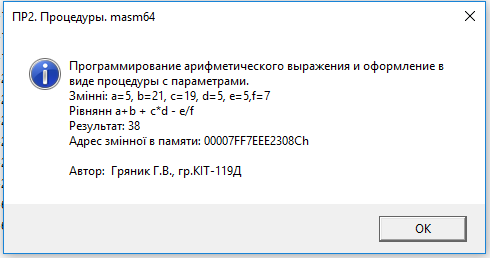 ПР2. Процедуры. masm64
Программирование арифметического выражения и оформление в
виде процедуры с параметрами.
Змінні: a=5, b=21, c=19, d=5, e=5,f=7
Рівнянн a+b + c*d - e/f
Результат: 38
Адрес змінної в памяти: 00007FF7EEE2308Ch
Автор: Гряник Г.В., гр.КІТ-119Д
OK